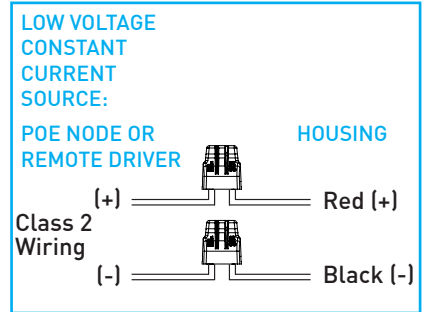 LOW VOLTAGE
CONSTANT
CURRENT
SOURCE:
POE NODE OR
REMOTE DRIVER
HOUSING
(+)
Red (+)
Class 2
Wiring
(-)
Black (-)